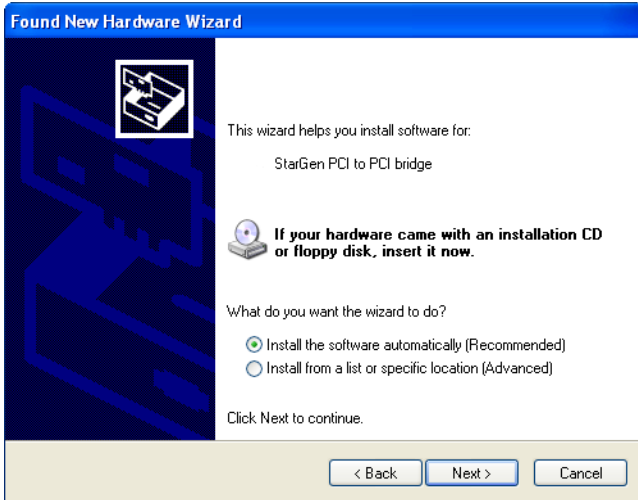 Found New Hardware Wizard
This wizard helps you install software for:
StarGen PCI to PCI bridge
If your hardware came with an installation CD
or floppy disk, insert it now.
What do you want the wizard to do?
Install the software automatically (Recommended)
Install from a list or specific location (Advanced)
Click Next to continue.
< Back Next > Cancel